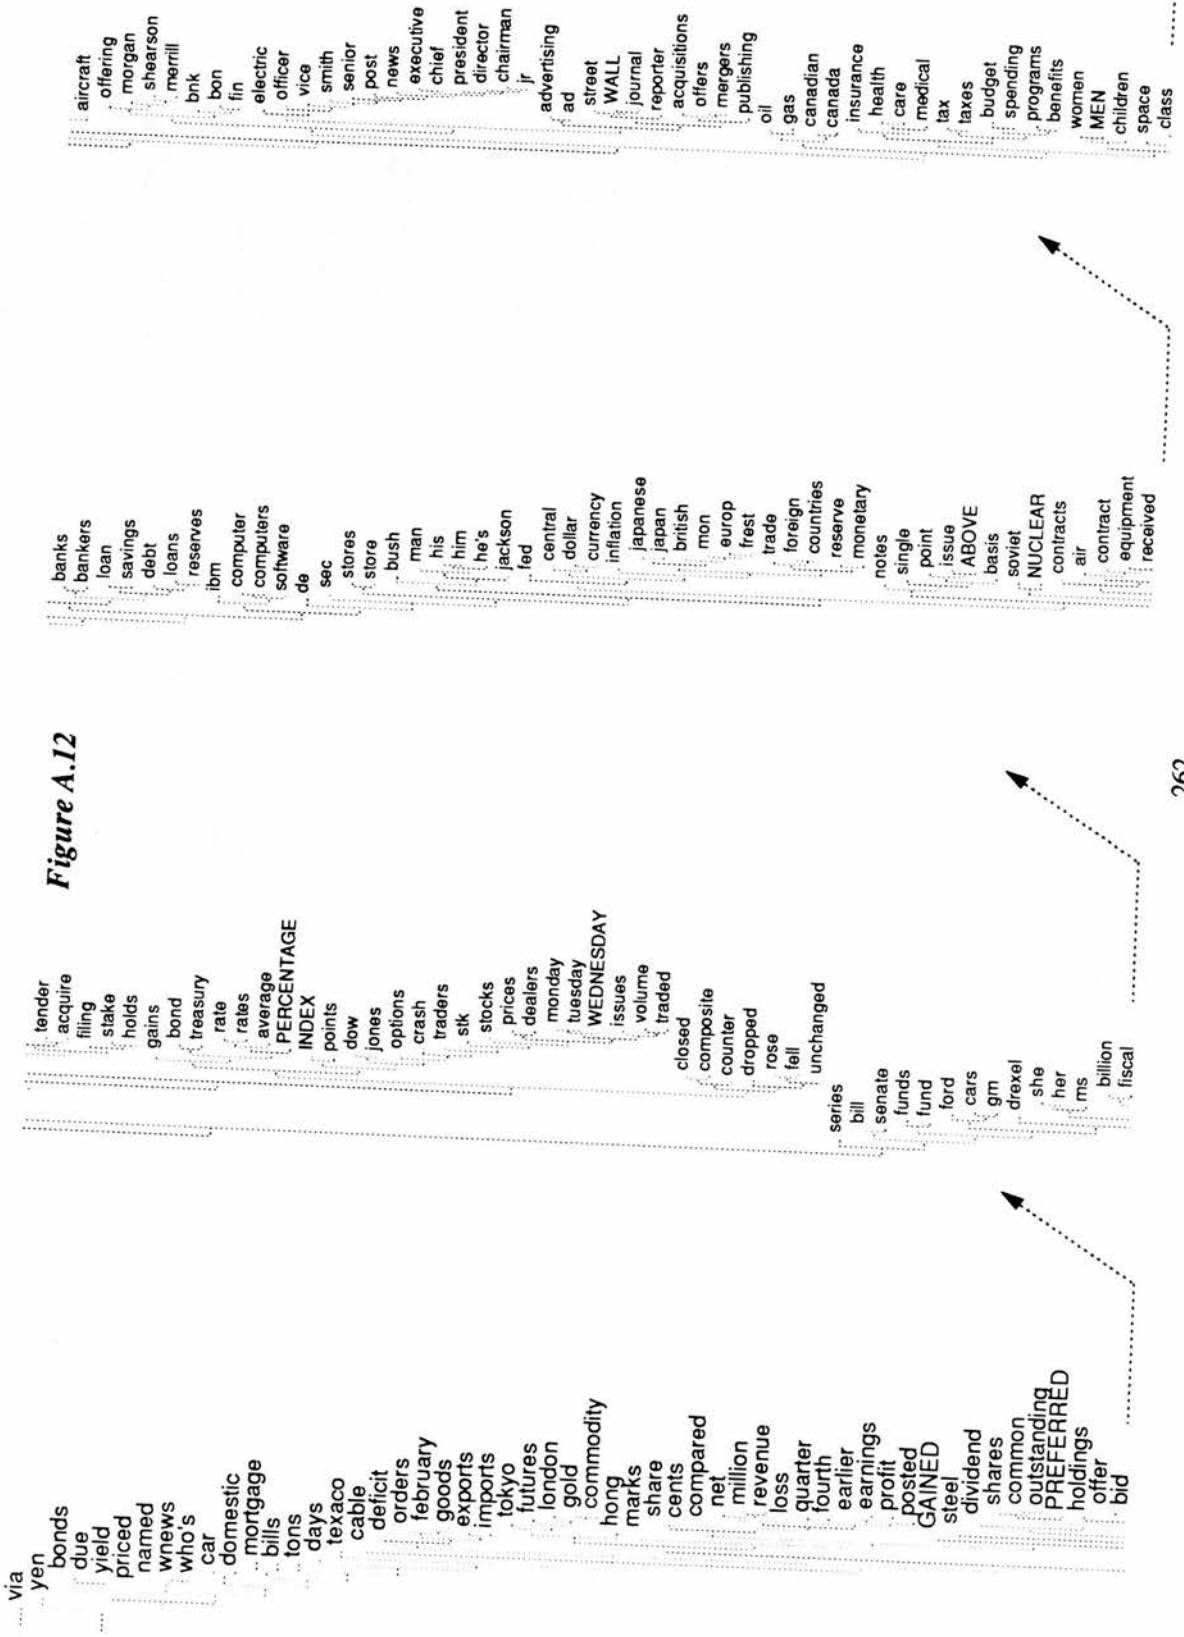 via
yen
bonds
due
yield
priced
named
wnews
who's
car
domestic
mortgage
bills
tons
days
texaco
cable
deficit
orders
february
goods
exports
imports
tokyo
futures
london
gold
commodity
hong
marks
share
cents
compared
net
million
revenue
loss
quarter
fourth
earlier
earnings
profit
posted
GAINED
steel
dividend
shares
common
outstanding
PREFERRED
holdings
offer
bid
tender
acquire
filing
stake
holds
gains
bond
treasury
rate
rates
average
PERCENTAGE
INDEX
points
dow
jones
options
crash
traders
stk
stocks
prices
dealers
monday
tuesday
WEDNESDAY
issues
volume
traded
closed
composite
counter
dropped
rose
fell
unchanged
series
bill
senate
funds
fund
ford
cars
gm
drexel
she
her
ms
billion
fiscal
Figure A.12
banks
bankers
loan
savings
debt
loans
reserves
ibm
computer
computers
software
de
sec
stores
store
bush
man
his
him
he's
jackson
fed
central
dollar
currency
inflation
japanese
japan
british
mon
europ
frest
trade
foreign
countries
reserve
monetary
notes
single
point
issue
ABOVE
basis
soviet
NUCLEAR
contracts
air
contract
equipment
received
aircraft
offering
morgan
shearson
merrill
bnk
bon
fin
electric
officer
vice
smith
senior
post
news
executive
chief
president
director
chairman
jr
advertising
ad
street
WALL
journal
reporter
acquisitions
offers
mergers
publishing
oil
gas
canadian
canada
insurance
health
care
medical
tax
taxes
budget
spending
programs
benefits
women
MEN
children
space
class
262